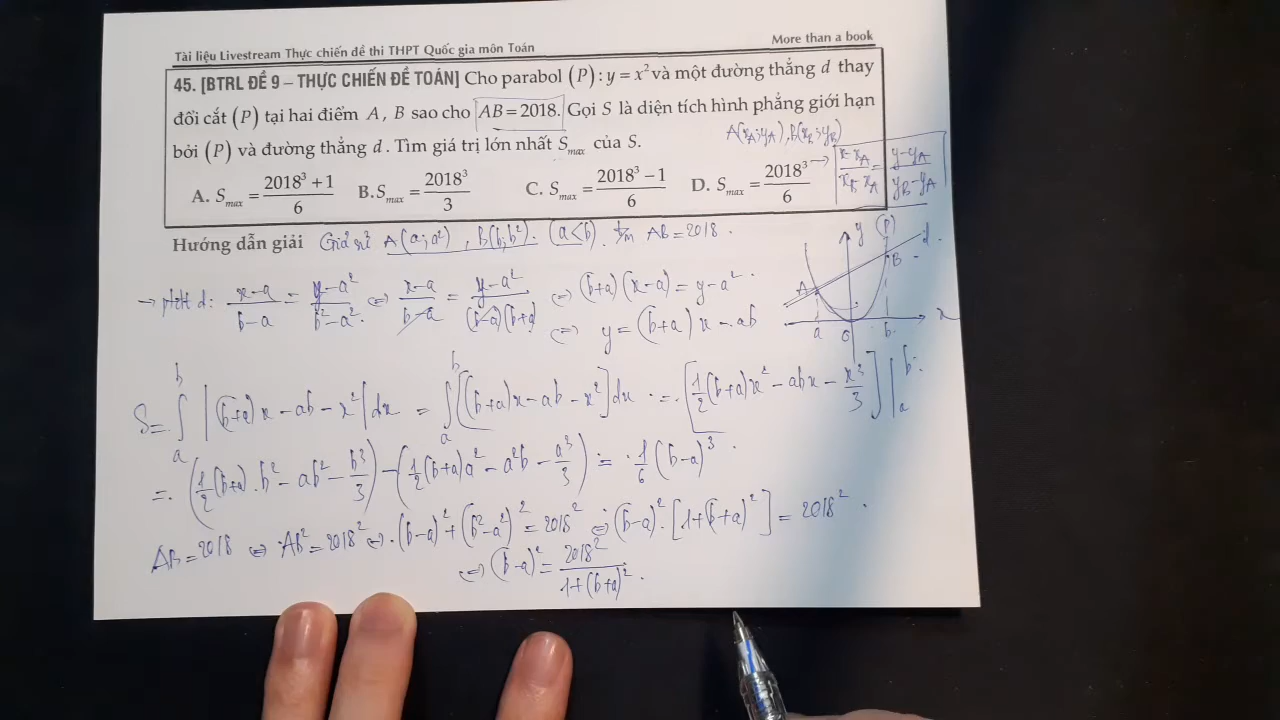 Tài liệu Livestream Thực chiến đề thi THPT Quốc gia môn Toán
More than a book
45. [BTRL ĐỀ 9 – THỰC CHIẾN ĐỀ TOÁN] Cho parabol (P): y = x² và một đường thẳng d thay
đổi cắt (P) tại hai điểm A, B sao cho AB = 2018. Gọi S là diện tích hình phẳng giới hạn
bởi (P) và đường thẳng d. Tìm giá trị lớn nhất S_max của S.
A(x_A; y_A), B(x_B; y_B)
(x - x_A)/(x_B - x_A) = (y - y_A)/(y_B - y_A)
A. S_max = (2018³ + 1)/6 B. S_max = 2018³/3 C. S_max = (2018³ – 1)/6 D. S_max = 2018³/6
Hướng dẫn giải Giả sử A(a; a²), B(b; b²). (a < b). t/m AB = 2018.
→ ptđt d: (x - a)/(b - a) = (y - a²)/(b² - a²) ⇔ (x - a)/(b - a) = (y - a²)/((b - a)(b + a)) ⇔ (b + a)(x - a) = y - a²
⇔ y = (b + a)x - ab
y (P) d
A B
a O b x
S = ∫_a^b |(b + a)x - ab - x²| dx = ∫_a^b [(b + a)x - ab - x²] dx = [1/2 (b + a)x² - abx - x³/3] |_a^b
= (1/2 (b + a).b² - ab² - b³/3) - (1/2 (b + a)a² - a²b - a³/3) = 1/6 (b - a)³
AB = 2018 ⇔ AB² = 2018² ⇔ (b - a)² + (b² - a²)² = 2018² ⇔ (b - a)².[1 + (b + a)²] = 2018².
⇔ (b - a)² = 2018²/(1 + (b + a)²).